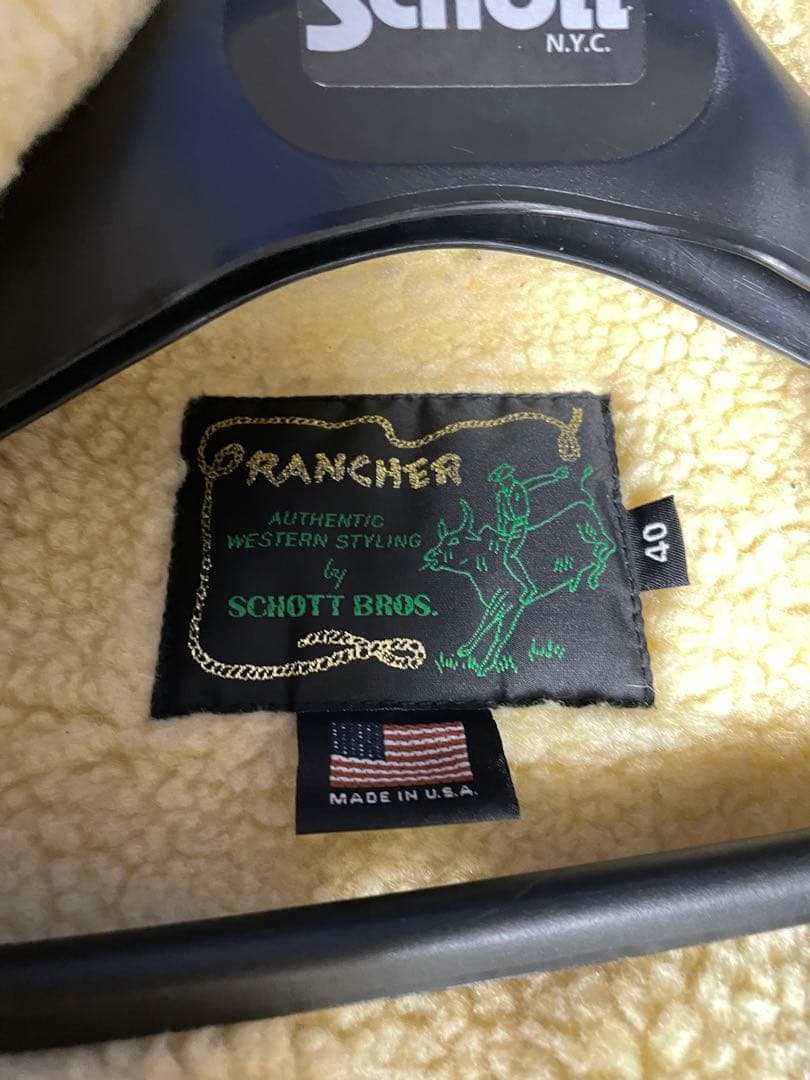 Schott
N.Y.C.
RANCHER
AUTHENTIC
WESTERN STYLING
by
SCHOTT BROS.
40
MADE IN U.S.A.